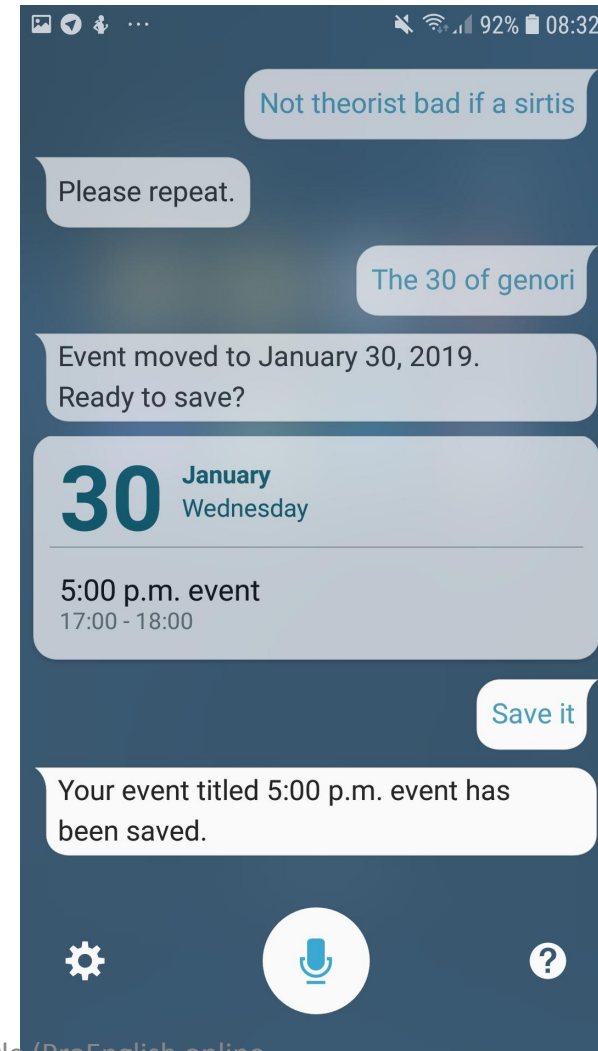 92% 08:32
Not theorist bad if a sirtis
Please repeat.
The 30 of genori
Event moved to January 30, 2019.
Ready to save?
30 January
Wednesday
5:00 p.m. event
17:00 - 18:00
Save it
Your event titled 5:00 p.m. event has
been saved.
?